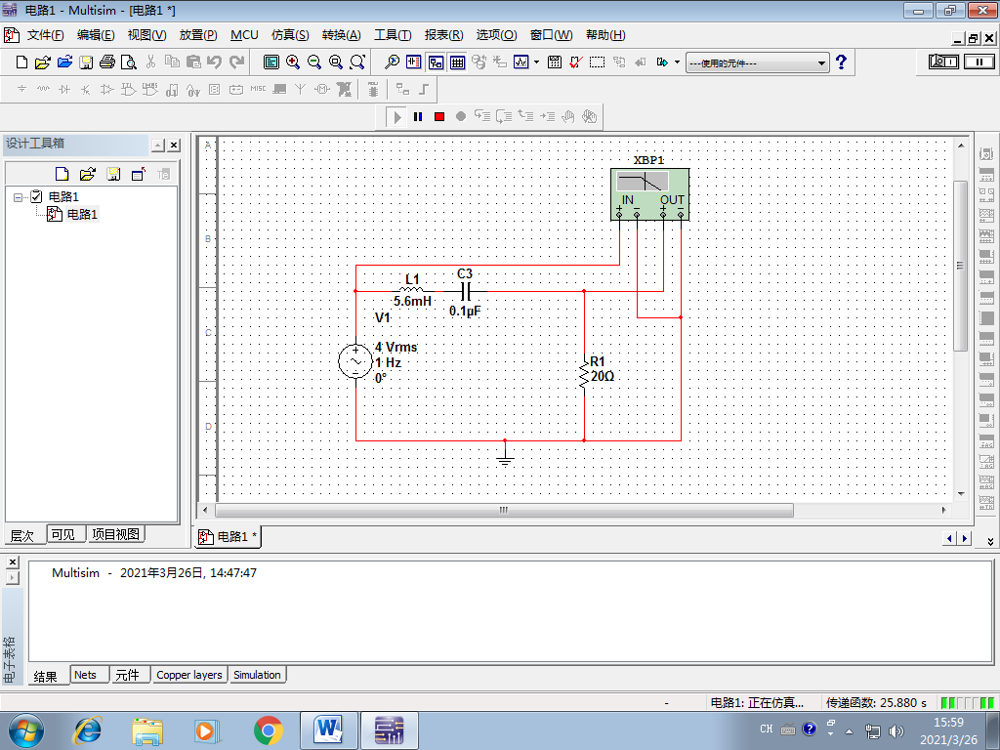 电路1 - Multisim - [电路1 *]
文件(F) 编辑(E) 视图(V) 放置(P) MCU 仿真(S) 转换(A) 工具(T) 报表(R) 选项(O) 窗口(W) 帮助(H)
---使用的元件---
MISC
设计工具箱
电路1
电路1
A
B
C
D
XBP1
IN OUT
L1
5.6mH
C3
0.1µF
V1
4 Vrms
1 Hz
0°
R1
20Ω
层次 可见 项目视图
电路1 *
Multisim - 2021年3月26日, 14:47:47
电子表格
结果 Nets 元件 Copper layers Simulation
- 电路1: 正在仿真... 传递函数: 25.880 s
CH
15:59
2021/3/26